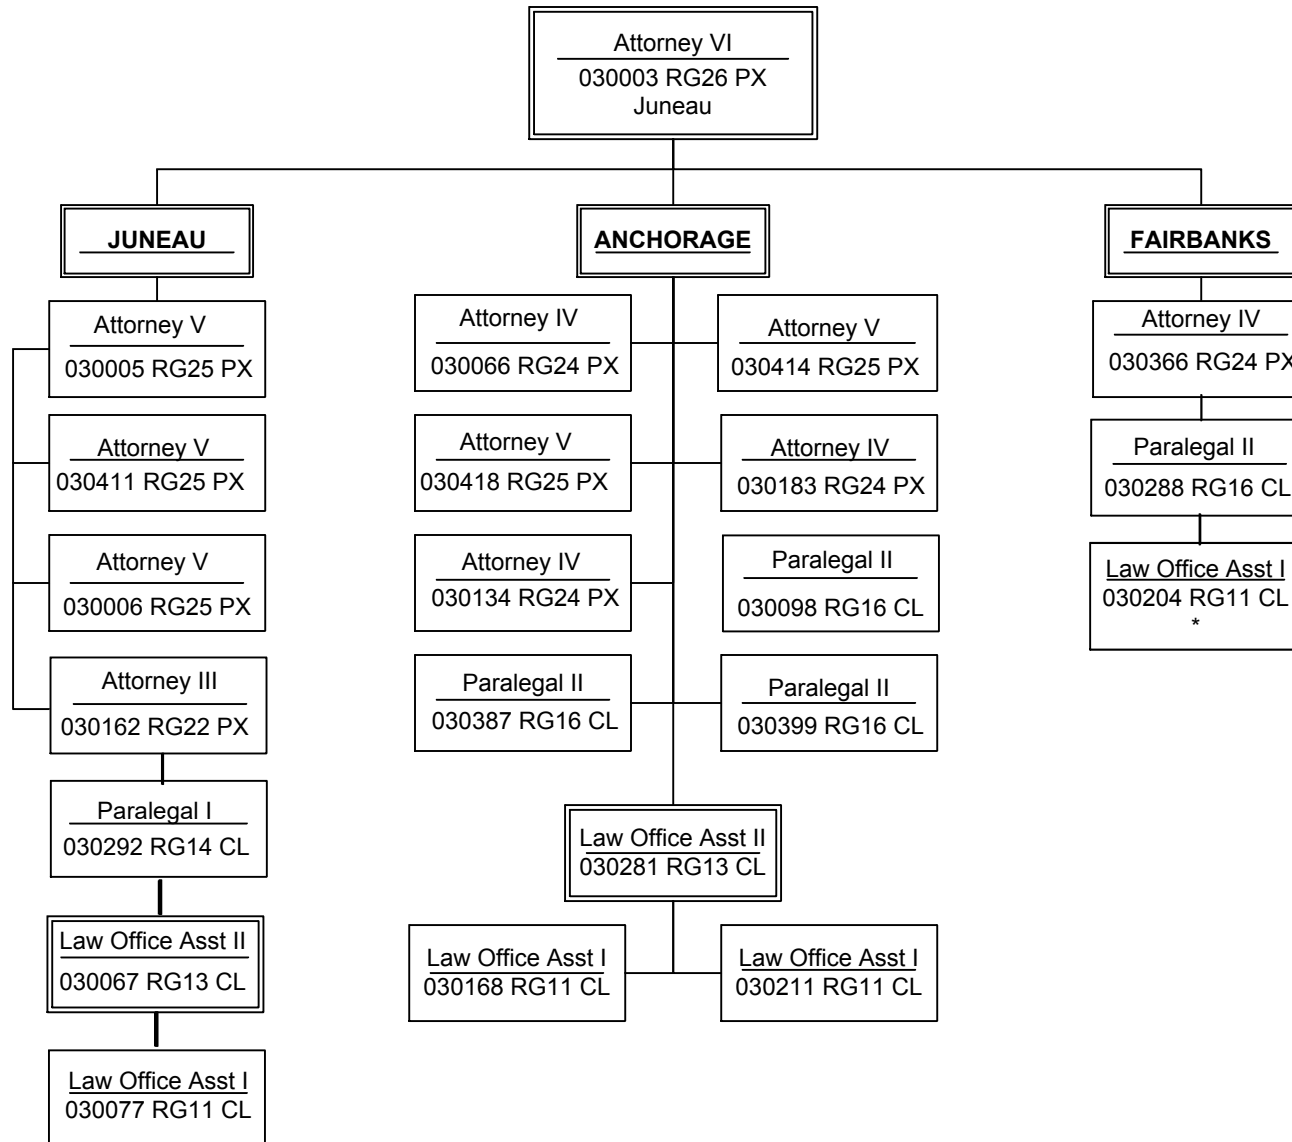 Attorney VI
030003 RG26 PX
Juneau
JUNEAU
Attorney V
030005 RG25 PX
Attorney V
030411 RG25 PX
Attorney V
030006 RG25 PX
Attorney III
030162 RG22 PX
Paralegal I
030292 RG14 CL
Law Office Asst II
030067 RG13 CL
Law Office Asst I
030077 RG11 CL
ANCHORAGE
Attorney IV
030066 RG24 PX
Attorney V
030414 RG25 PX
Attorney V
030418 RG25 PX
Attorney IV
030183 RG24 PX
Attorney IV
030134 RG24 PX
Paralegal II
030098 RG16 CL
Paralegal II
030387 RG16 CL
Paralegal II
030399 RG16 CL
Law Office Asst II
030281 RG13 CL
Law Office Asst I
030168 RG11 CL
Law Office Asst I
030211 RG11 CL
FAIRBANKS
Attorney IV
030366 RG24 PX
Paralegal II
030288 RG16 CL
Law Office Asst I
030204 RG11 CL
*